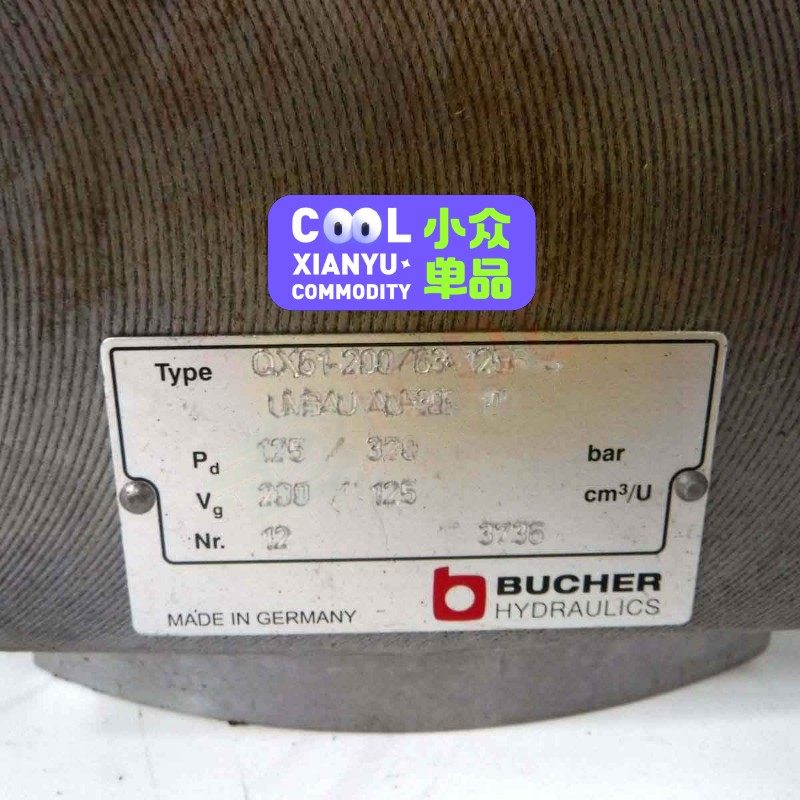 COOL 小众
XIANYU 单品
COMMODITY
Type QX61-200/63-125R
UMBAU AUF
Pd 125 / 320 bar
Vg 200 / 125 cm³/U
Nr. 12 3736
MADE IN GERMANY
BUCHER
HYDRAULICS